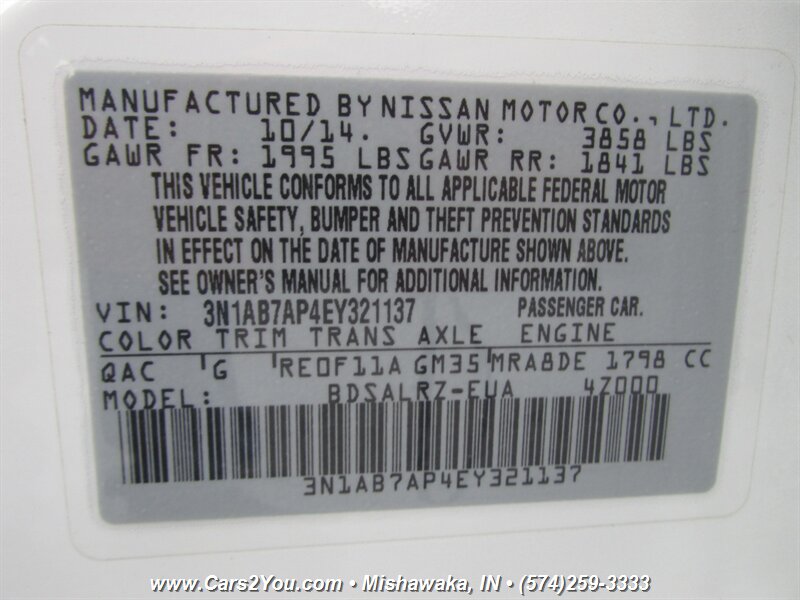 MANUFACTURED BY NISSAN MOTOR CO., LTD.
DATE: 10/14. GVWR: 3858 LBS
GAWR FR: 1995 LBS GAWR RR: 1841 LBS
THIS VEHICLE CONFORMS TO ALL APPLICABLE FEDERAL MOTOR
VEHICLE SAFETY, BUMPER AND THEFT PREVENTION STANDARDS
IN EFFECT ON THE DATE OF MANUFACTURE SHOWN ABOVE.
SEE OWNER'S MANUAL FOR ADDITIONAL INFORMATION.
VIN: 3N1AB7AP4EY321137 PASSENGER CAR.
COLOR TRIM TRANS AXLE ENGINE
QAC 'G 'RE0F11A GM35'MRA8DE 1798 CC
MODEL: BDSALRZ-EUA 4Z000
3N1AB7AP4EY321137
www.Cars2You.com • Mishawaka, IN • (574)259-3333